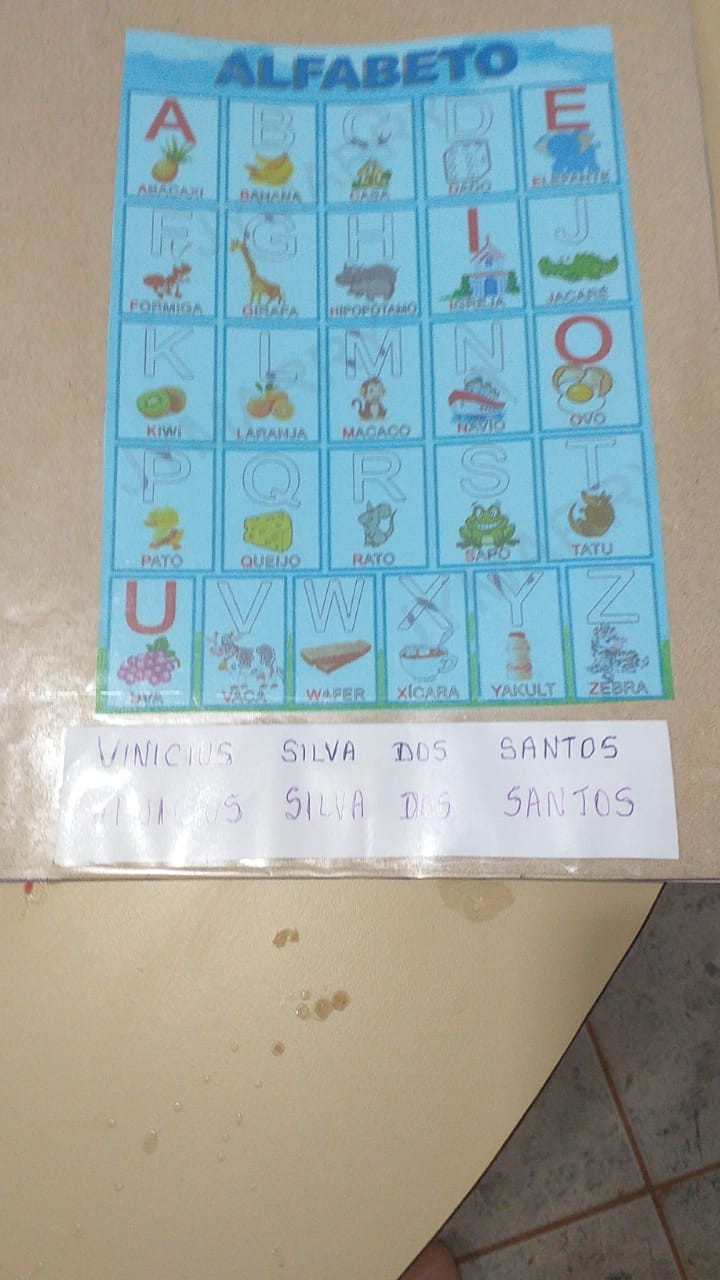 ALFABETO
A B C D E
ABACAXI BANANA CASA DADO ELEFANTE
F G H I J
FORMIGA GIRAFA HIPOPÓTAMO IGREJA JACARÉ
K L M N O
KIWI LARANJA MACACO NAVIO OVO
P Q R S T
PATO QUEIJO RATO SAPO TATU
U V W X Y Z
UVA VACA WAFER XÍCARA YAKULT ZEBRA
VINICIUS SILVA DOS SANTOS
VINICIUS SILVA DOS SANTOS